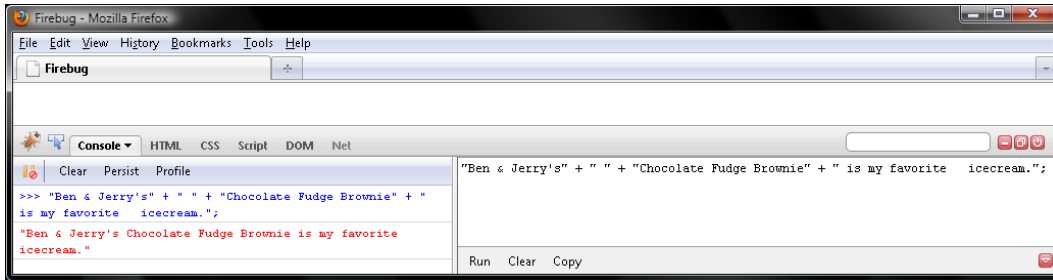 Firebug - Mozilla Firefox
File Edit View History Bookmarks Tools Help
Firebug
Console HTML CSS Script DOM Net
Clear Persist Profile
>>> "Ben & Jerry's" + " " + "Chocolate Fudge Brownie" + "
is my favorite   icecream.";
"Ben & Jerry's Chocolate Fudge Brownie is my favorite
icecream."
"Ben & Jerry's" + " " + "Chocolate Fudge Brownie" + " is my favorite   icecream.";
Run Clear Copy